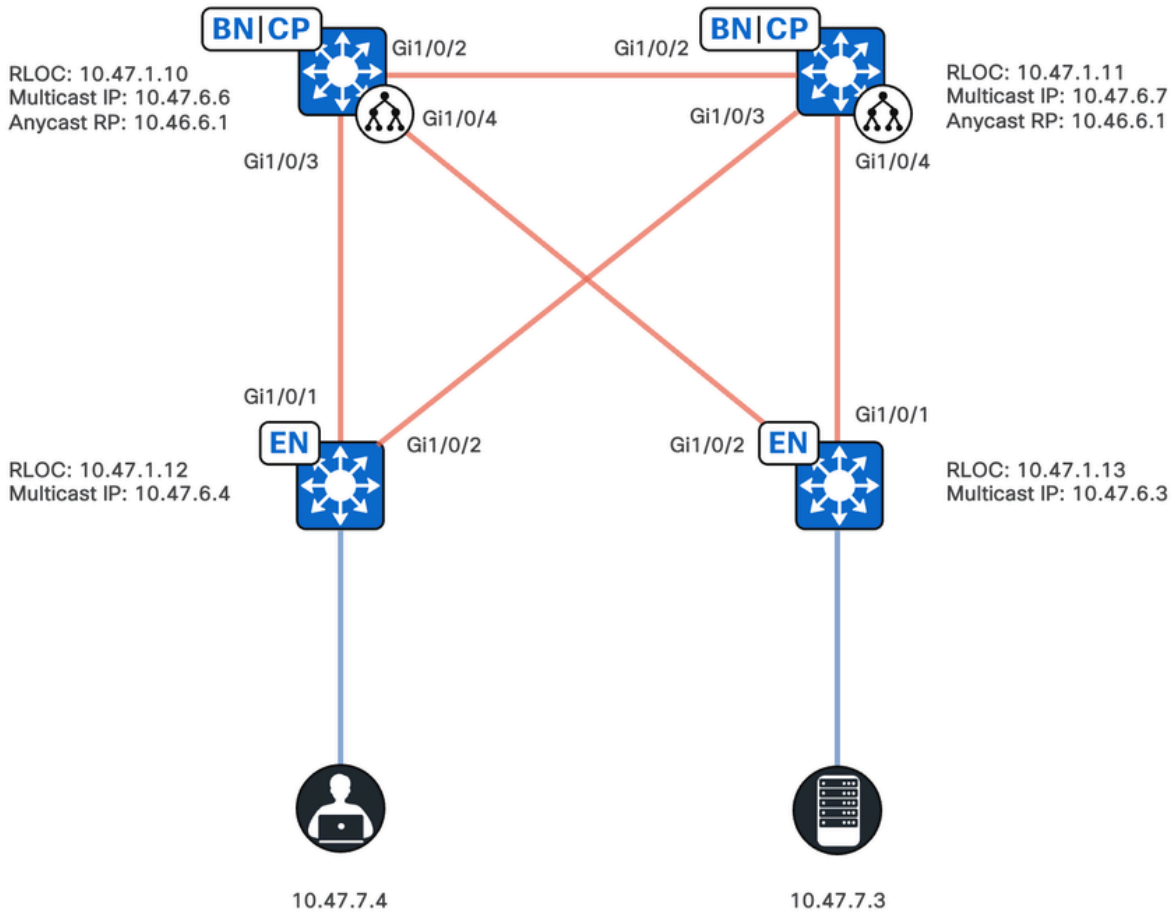 BN|CP
Gi1/0/2
RLOC: 10.47.1.10
Multicast IP: 10.47.6.6
Anycast RP: 10.46.6.1
Gi1/0/4
Gi1/0/3
Gi1/0/2
BN|CP
RLOC: 10.47.1.11
Multicast IP: 10.47.6.7
Anycast RP: 10.46.6.1
Gi1/0/3
Gi1/0/4
Gi1/0/1
EN
Gi1/0/2
RLOC: 10.47.1.12
Multicast IP: 10.47.6.4
Gi1/0/1
Gi1/0/2
EN
RLOC: 10.47.1.13
Multicast IP: 10.47.6.3
10.47.7.4
10.47.7.3